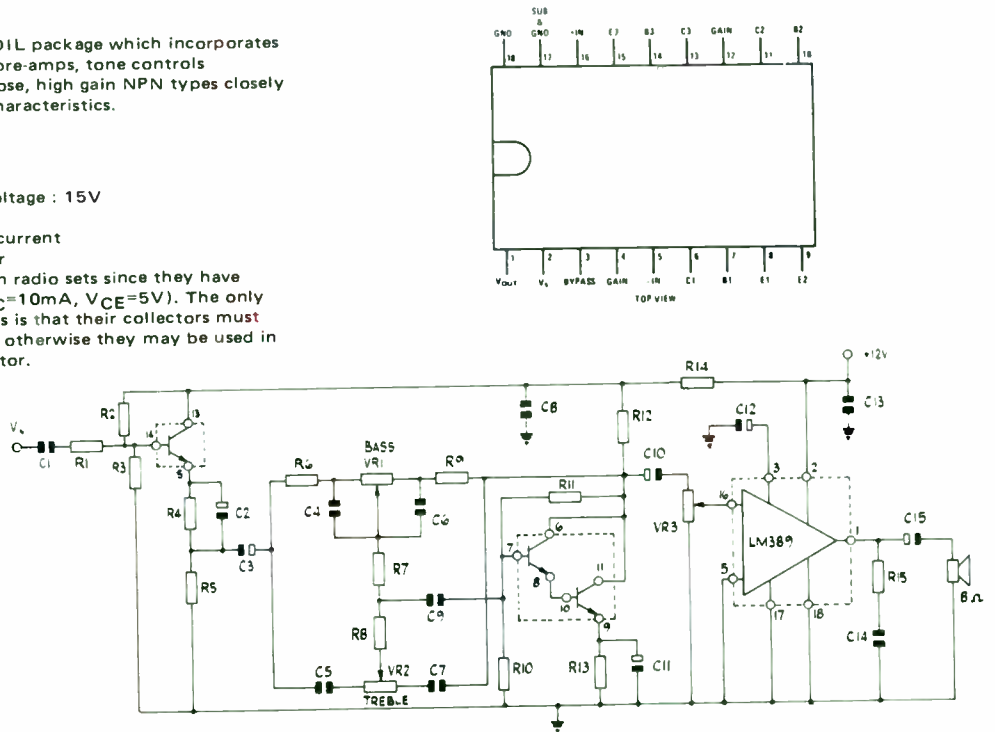 DIL package which incorporates
pre-amps, tone controls
ose, high gain NPN types closely
haracteristics.
oltage : 15V
current
r
n radio sets since they have
C=10mA, VCE=5V). The only
s is that their collectors must
otherwise they may be used in
tor.
SUB
&
GND GND -IN E3 B3 C3 GAIN C2 B2
18 17 16 15 14 13 12 11 10
1 2 3 4 5 6 7 8 9
VOUT Vs BYPASS GAIN -IN C1 B1 E1 E2
TOP VIEW
+12V
R14
R2 13 C8 C12 C13
R12
14 BASS C10
C1 R1 R3 VR1 R9
R6 3 2
5 R11
R4 C2 C4 C6 VR3 16
6 LM389 1 C15
C3 7 11
R5 R7 8 5 R15
10 8Ω
C9 17 18
R8 9 C14
C5 VR2 C7 R10 R13 C11
TREBLE